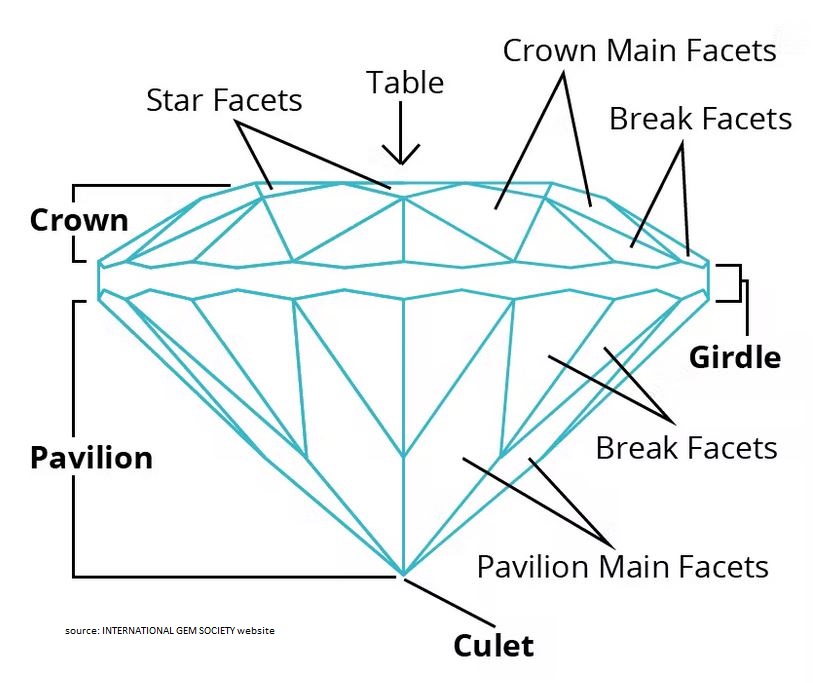 Crown Main Facets
Table
Star Facets
Break Facets
Crown
Girdle
Break Facets
Pavilion
Pavilion Main Facets
source: INTERNATIONAL GEM SOCIETY website
Culet